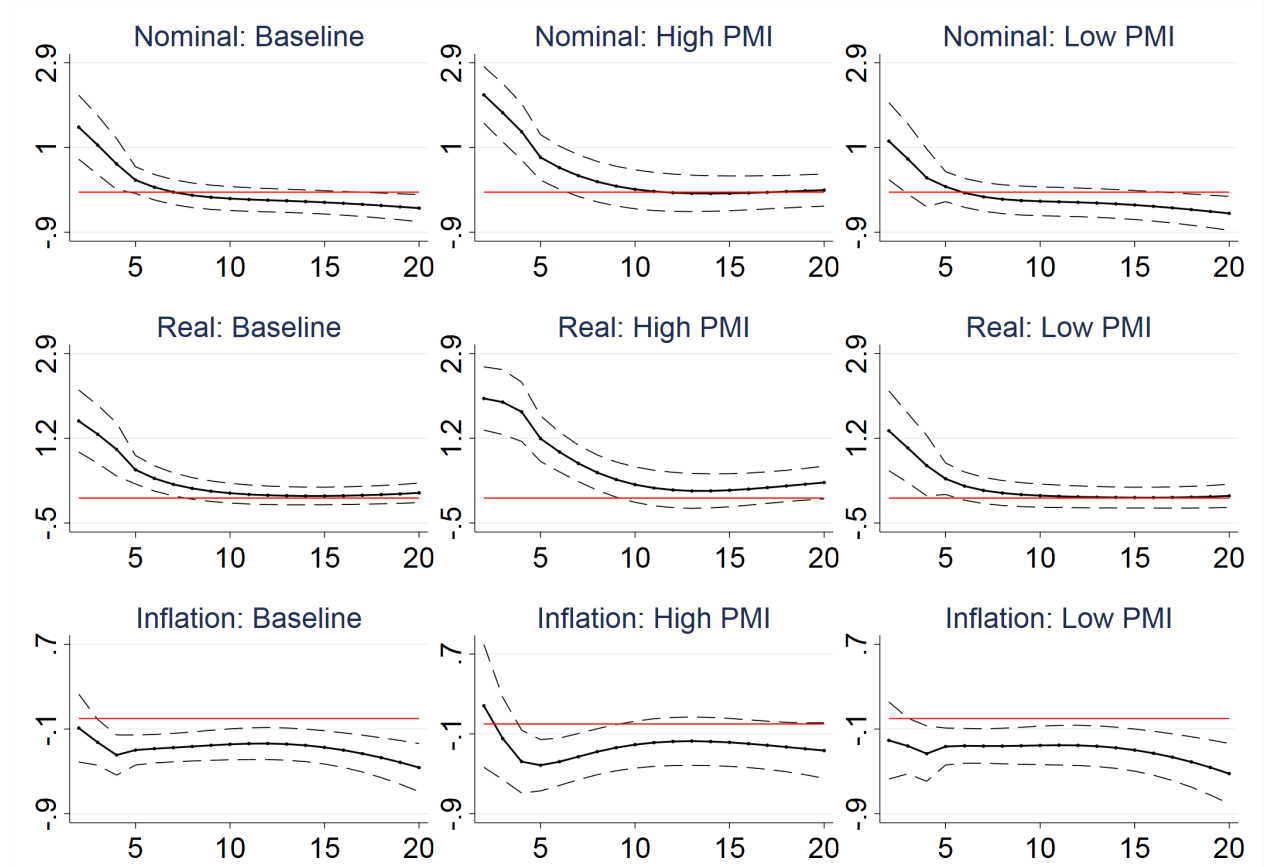 Nominal: Baseline
2.9
1
-.9
5 10 15 20
Nominal: High PMI
2.9
1
-.9
5 10 15 20
Nominal: Low PMI
2.9
1
-.9
5 10 15 20
Real: Baseline
2.9
1.2
-.5
5 10 15 20
Real: High PMI
2.9
1.2
-.5
5 10 15 20
Real: Low PMI
2.9
1.2
-.5
5 10 15 20
Inflation: Baseline
.7
-.1
-.9
5 10 15 20
Inflation: High PMI
.7
-.1
-.9
5 10 15 20
Inflation: Low PMI
.7
-.1
-.9
5 10 15 20